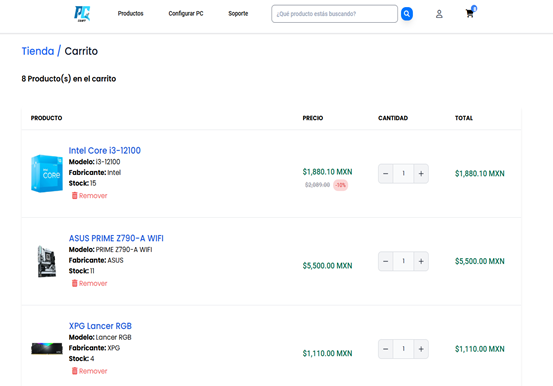 PC
Productos
Configurar PC
Soporte
¿Qué producto estás buscando?
Tienda / Carrito
8 Producto(s) en el carrito
PRODUCTO PRECIO CANTIDAD TOTAL
Intel Core i3-12100
Modelo: i3-12100
Fabricante: Intel
Stock: 15
Remover
$1,880.10 MXN
$2,089.00 -10%
− 1 +
$1,880.10 MXN
ASUS PRIME Z790-A WIFI
Modelo: PRIME Z790-A WIFI
Fabricante: ASUS
Stock: 11
Remover
$5,500.00 MXN
− 1 +
$5,500.00 MXN
XPG Lancer RGB
Modelo: Lancer RGB
Fabricante: XPG
Stock: 4
Remover
$1,110.00 MXN
− 1 +
$1,110.00 MXN